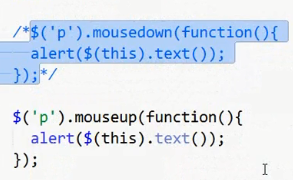 /*$('p').mousedown(function(){
alert($(this).text());
});*/
$('p').mouseup(function(){
alert($(this).text());
});